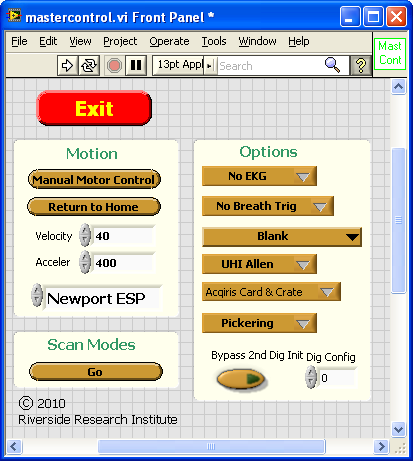 mastercontrol.vi Front Panel *
File Edit View Project Operate Tools Window Help
Mast
Cont
13pt Appl Search ?
Exit
Motion
Manual Motor Control
Return to Home
Velocity 40
Acceler 400
Newport ESP
Scan Modes
Go
Options
No EKG
No Breath Trig
Blank
UHI Allen
Acqiris Card & Crate
Pickering
Bypass 2nd Dig Init Dig Config
0
© 2010
Riverside Research Institute